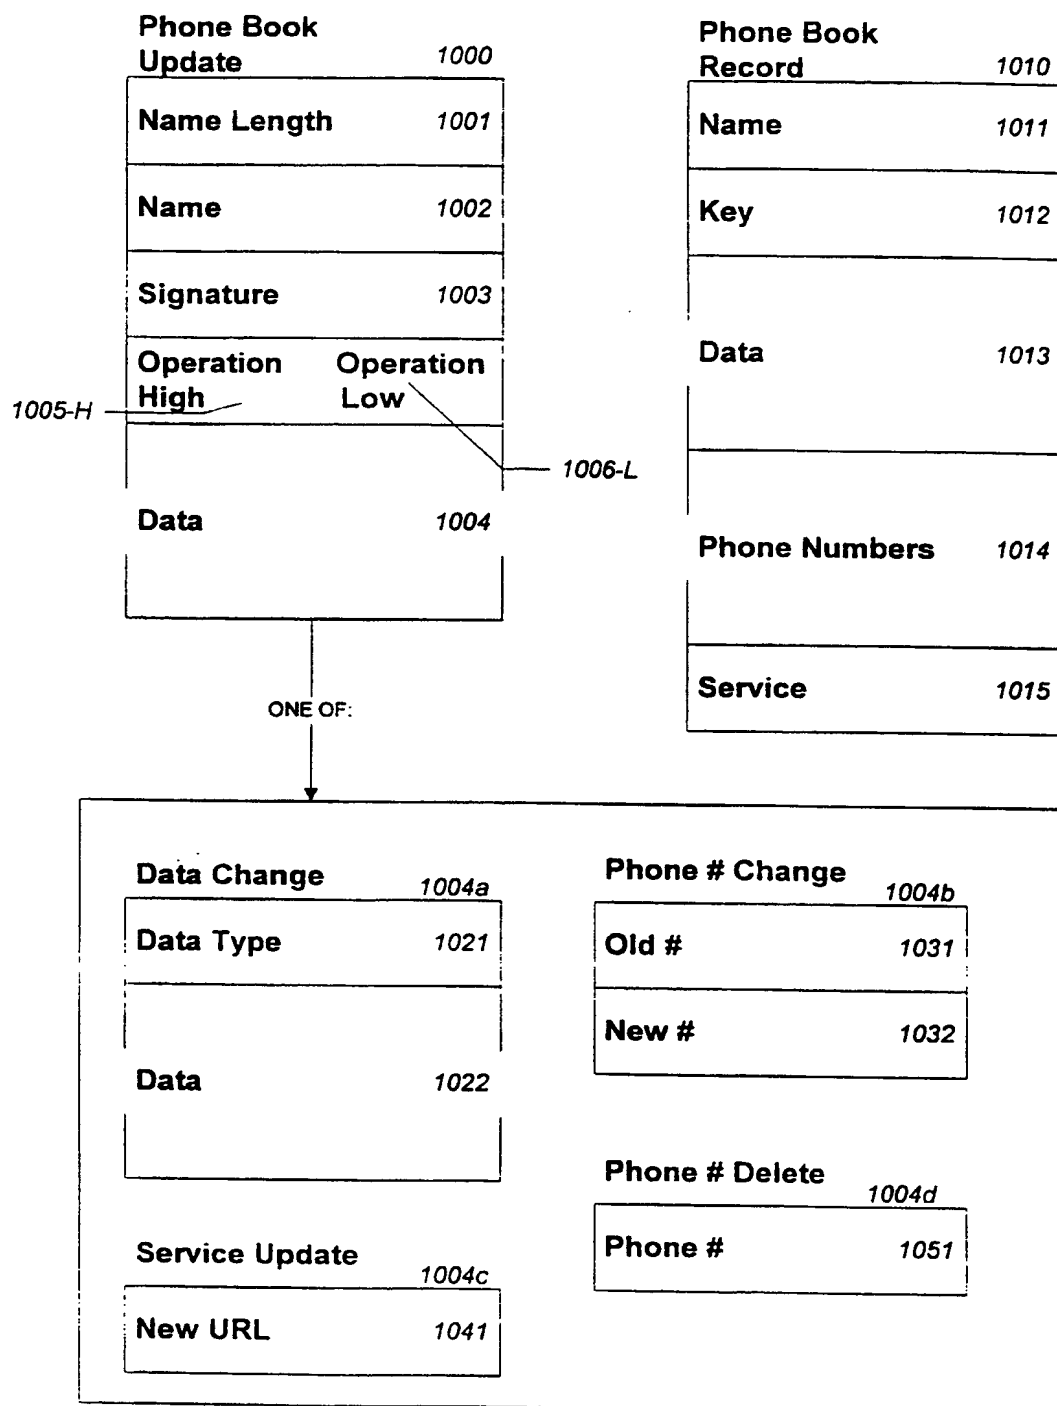 Phone Book
Update 1000
Name Length 1001
Name 1002
Signature 1003
Operation Operation
High Low
1005-H
1006-L
Data 1004
Phone Book
Record 1010
Name 1011
Key 1012
Data 1013
Phone Numbers 1014
Service 1015
ONE OF:
Data Change 1004a
Data Type 1021
Data 1022
Phone # Change 1004b
Old # 1031
New # 1032
Service Update 1004c
New URL 1041
Phone # Delete 1004d
Phone # 1051